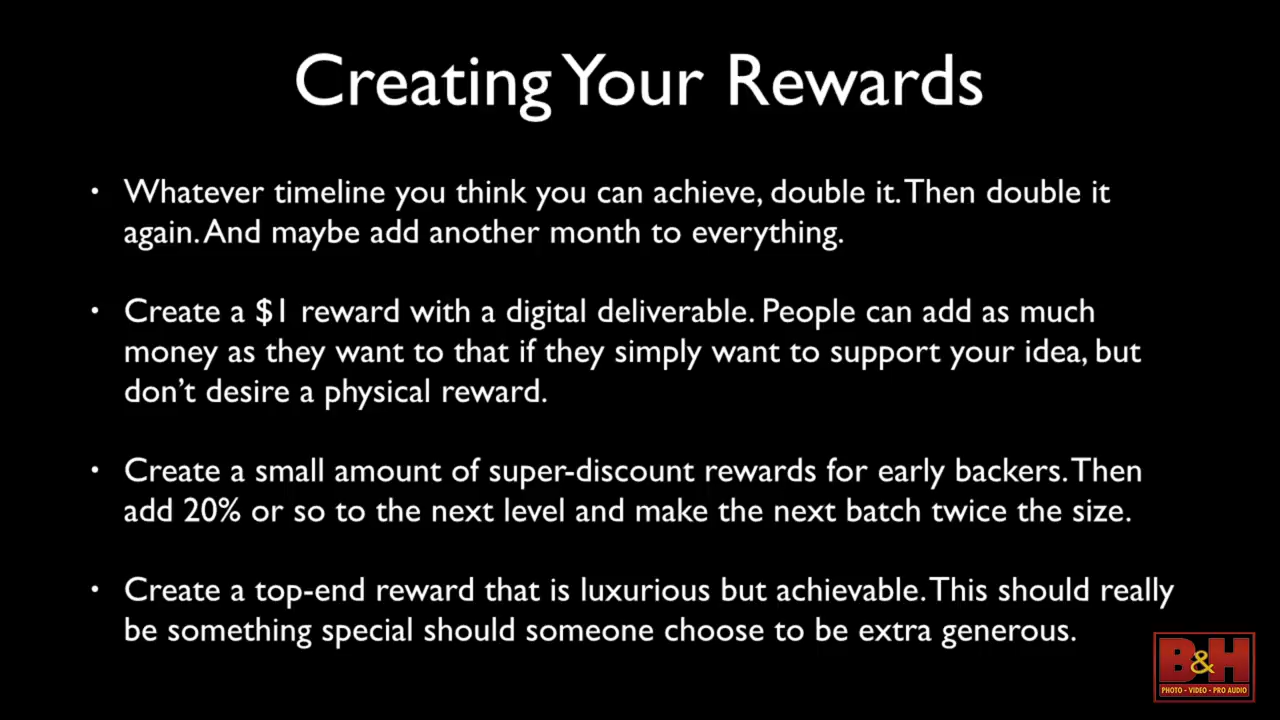 Creating Your Rewards
• Whatever timeline you think you can achieve, double it. Then double it
again. And maybe add another month to everything.
• Create a $1 reward with a digital deliverable. People can add as much
money as they want to that if they simply want to support your idea, but
don’t desire a physical reward.
• Create a small amount of super-discount rewards for early backers. Then
add 20% or so to the next level and make the next batch twice the size.
• Create a top-end reward that is luxurious but achievable. This should really
be something special should someone choose to be extra generous.
B&H
PHOTO - VIDEO - PRO AUDIO